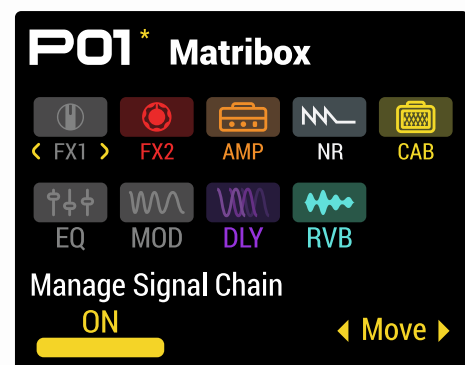 P01* Matribox
FX1 FX2 AMP NR CAB
EQ MOD DLY RVB
Manage Signal Chain
ON Move